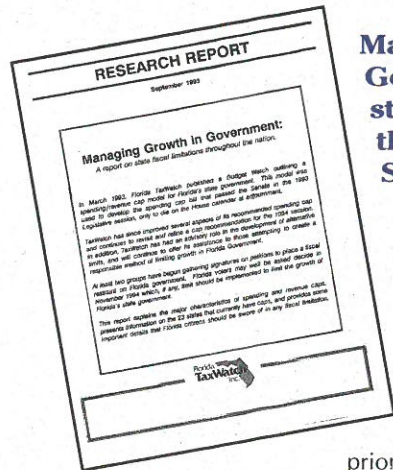 RESEARCH REPORT
September 1993
Managing Growth in Government:
A report on state fiscal limitations throughout the nation.
In March 1993, Florida TaxWatch published a Budget Watch outlining a
spending/revenue cap model for Florida's state government. This model was
used to develop the spending cap bill that passed the Senate in the 1993
Legislative session, only to die on the House calendar at adjournment.
TaxWatch has since improved several aspects of its recommended spending cap
and continues to revise and refine a cap recommendation for the 1994 session.
In addition, TaxWatch has had an advisory role in the development of alternative
limits, and will continue to offer its assistance to those attempting to create a
responsible method of limiting growth in Florida Government.
At least two groups have begun gathering signatures on petitions to place a fiscal
restraint on Florida government. Florida voters may well be asked decide in
November 1994 which, if any, limit should be implemented to limit the growth of
Florida's state government.
This report explains the major characteristics of spending and revenue caps,
presents information on the 23 states that currently have caps, and provides some
important details that Florida citizens should be aware of in any fiscal limitation.
Florida
TaxWatch
Inc.
Ma
Go
st
th
S
prior